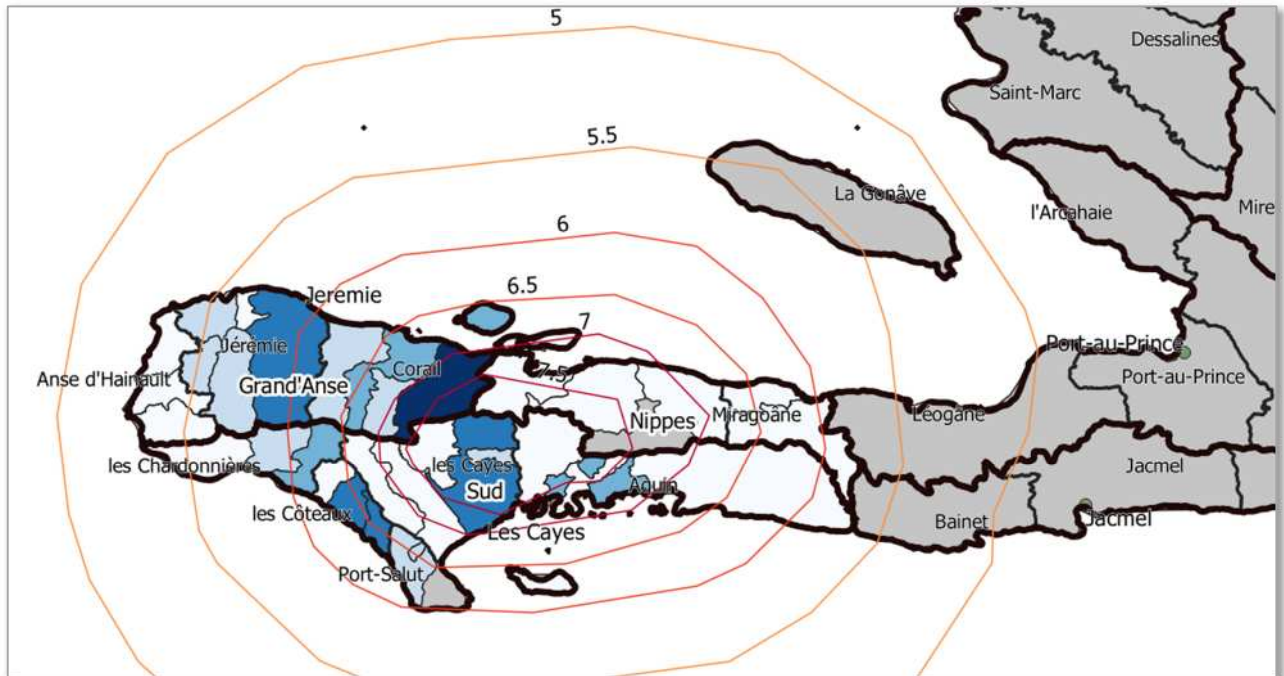 5
Dessalines
Saint-Marc
5.5
La Gonâve
l'Arcahaie
Mire
6
6.5
Jeremie
7
Port-au-Prince
Jérémie
Corail
7.5
Anse d'Hainault
Grand'Anse
Port-au-Prince
Nippes
Miragoâne
Léogane
les Chardonnières
les Cayes
Jacmel
Sud
Aquin
les Côteaux
Les Cayes
Bainet
Jacmel
Port-Salut